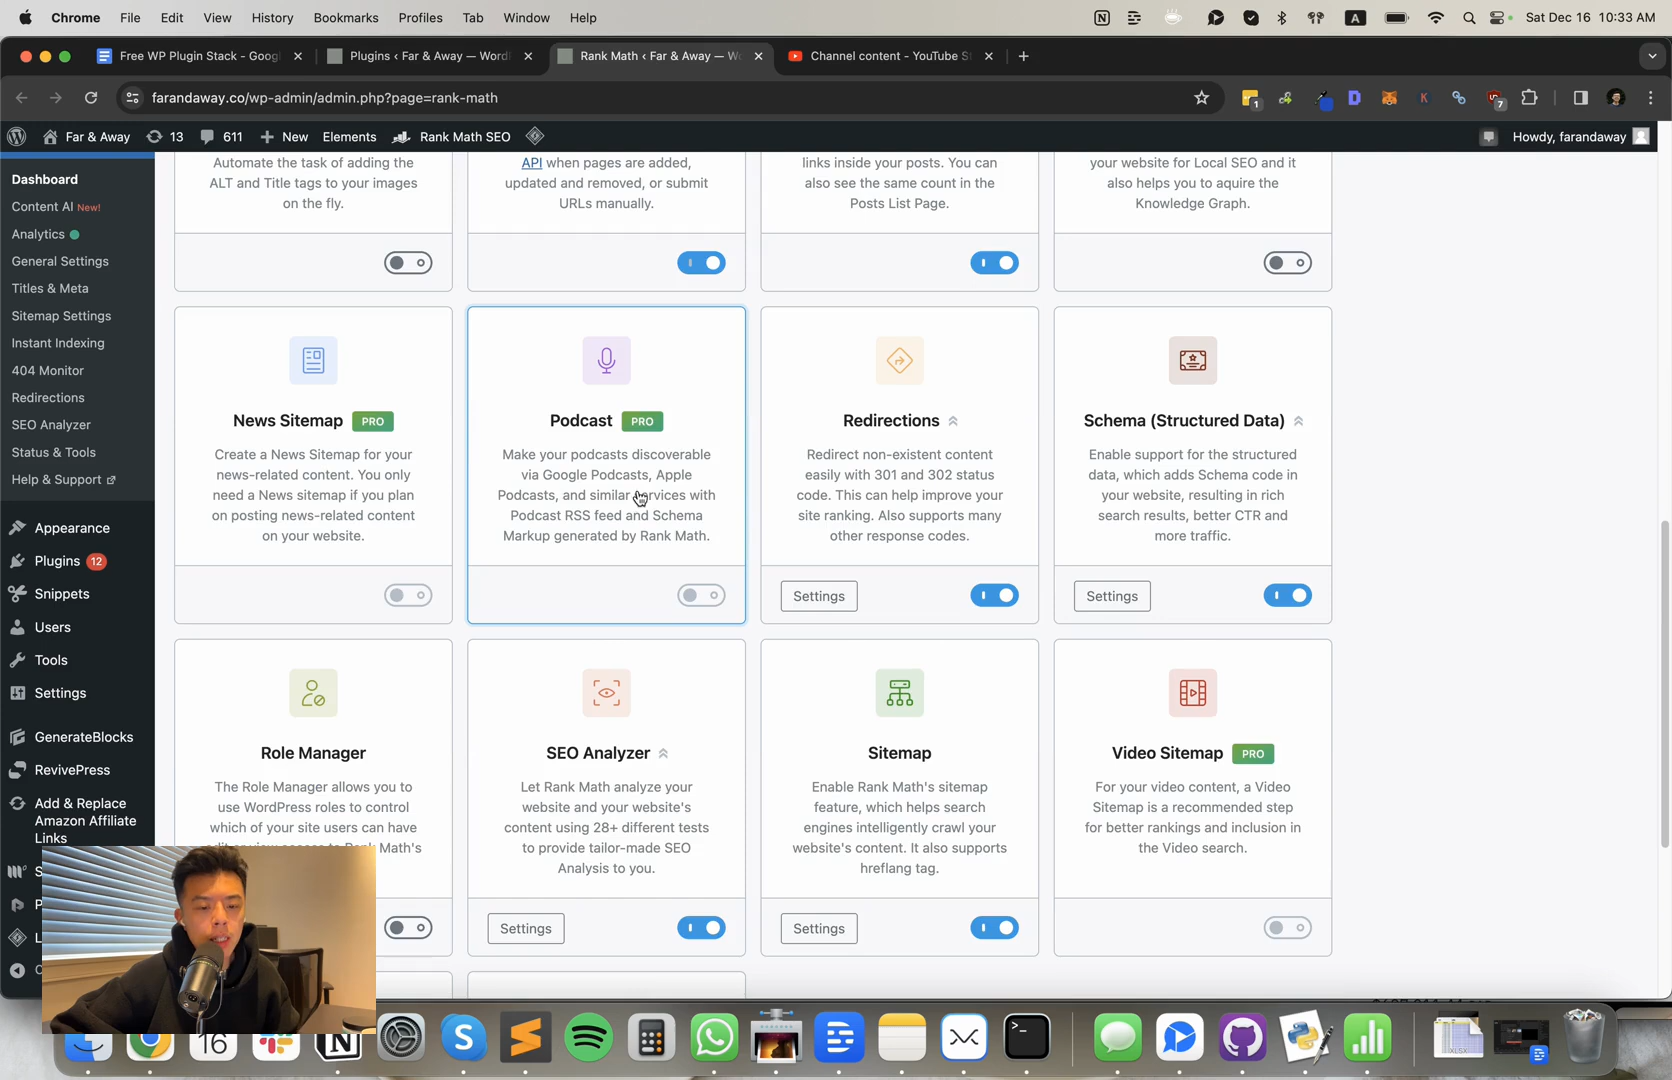 Chrome File Edit View History Bookmarks Profiles Tab Window Help A Sat Dec 16 10:33 AM
Free WP Plugin Stack - Goog
Plugins ‹ Far & Away — Word
Rank Math ‹ Far & Away — W
Channel content - YouTube S
farandaway.co/wp-admin/admin.php?page=rank-math
1
7
Far & Away 13 611 New Elements Rank Math SEO Howdy, farandaway
Dashboard
Content AI New!
Analytics
General Settings
Titles & Meta
Sitemap Settings
Instant Indexing
404 Monitor
Redirections
SEO Analyzer
Status & Tools
Help & Support
Appearance
Plugins 12
Snippets
Users
Tools
Settings
GenerateBlocks
RevivePress
Add & Replace
Amazon Affiliate
Links
S
P
L
Automate the task of adding the
ALT and Title tags to your images
on the fly.
API when pages are added,
updated and removed, or submit
URLs manually.
links inside your posts. You can
also see the same count in the
Posts List Page.
your website for Local SEO and it
also helps you to aquire the
Knowledge Graph.
News Sitemap PRO
Create a News Sitemap for your
news-related content. You only
need a News sitemap if you plan
on posting news-related content
on your website.
Podcast PRO
Make your podcasts discoverable
via Google Podcasts, Apple
Podcasts, and similar services with
Podcast RSS feed and Schema
Markup generated by Rank Math.
Redirections
Redirect non-existent content
easily with 301 and 302 status
code. This can help improve your
site ranking. Also supports many
other response codes.
Settings
Schema (Structured Data)
Enable support for the structured
data, which adds Schema code in
your website, resulting in rich
search results, better CTR and
more traffic.
Settings
Role Manager
The Role Manager allows you to
use WordPress roles to control
which of your site users can have
Math's
SEO Analyzer
Let Rank Math analyze your
website and your website's
content using 28+ different tests
to provide tailor-made SEO
Analysis to you.
Settings
Sitemap
Enable Rank Math's sitemap
feature, which helps search
engines intelligently crawl your
website's content. It also supports
hreflang tag.
Settings
Video Sitemap PRO
For your video content, a Video
Sitemap is a recommended step
for better rankings and inclusion in
the Video search.
16
XLSX